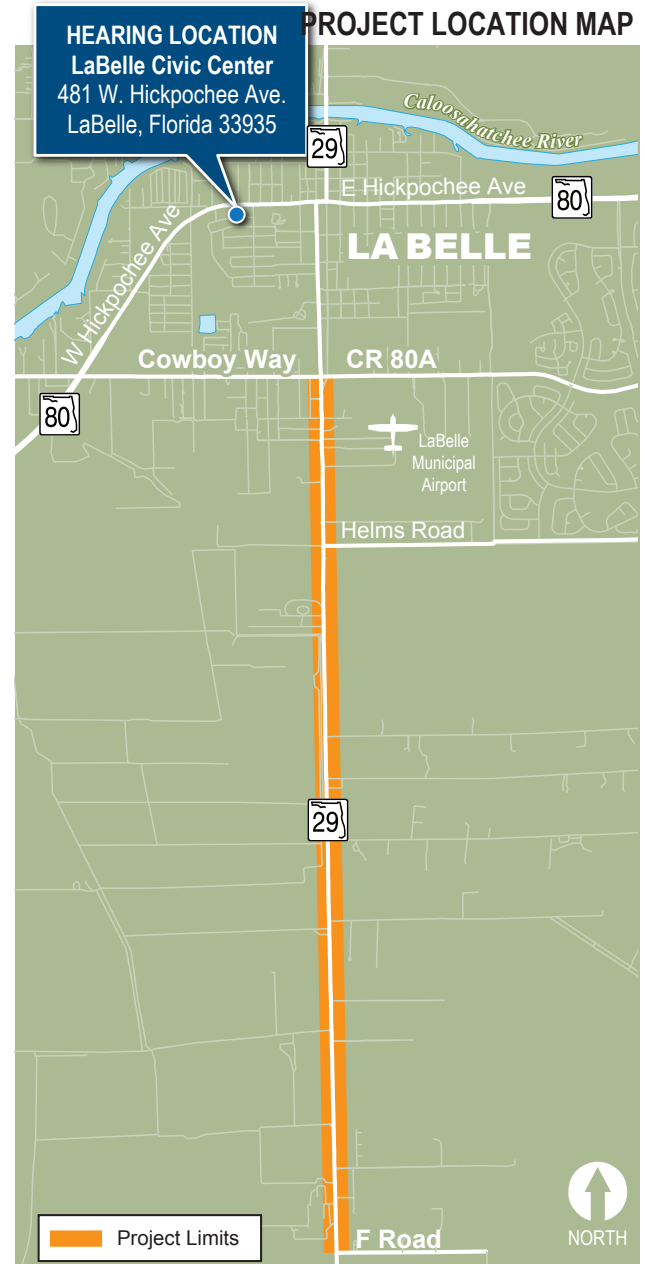 PROJECT LOCATION MAP
HEARING LOCATION
LaBelle Civic Center
481 W. Hickpochee Ave.
LaBelle, Florida 33935
Caloosahatchee River
29
E Hickpochee Ave
80
W Hickpochee Ave
LA BELLE
Cowboy Way
CR 80A
80
LaBelle
Municipal
Airport
Helms Road
29
F Road
Project Limits
NORTH